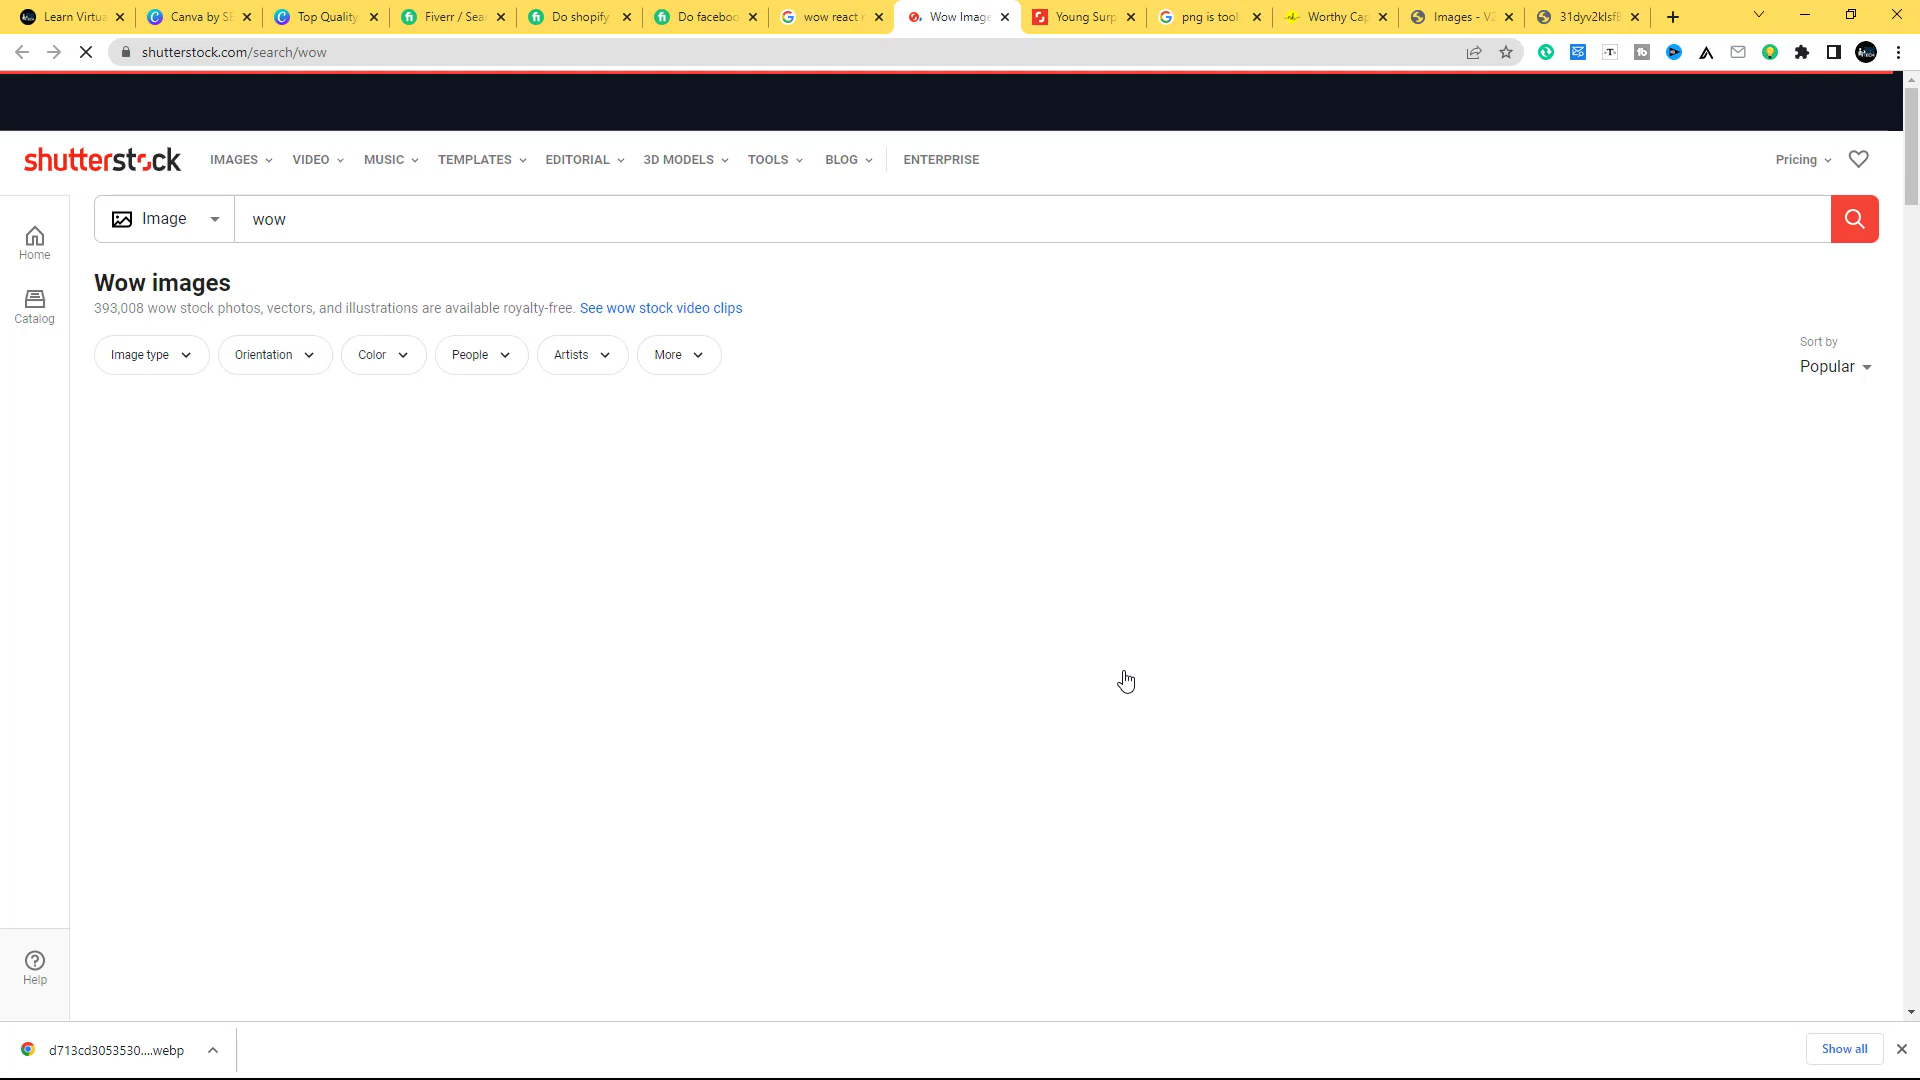 Learn Virtua
Canva by SE
Top Quality
Fiverr / Sea
Do shopify
Do faceboo
wow react
Wow Image
Young Surp
png is tool
Worthy Cap
Images - V2
shutterstock.com/search/wow
shutterstock
IMAGES
VIDEO
MUSIC
TEMPLATES
EDITORIAL
3D MODELS
TOOLS
BLOG
ENTERPRISE
Pricing
Image
wow
Home
Wow images
393,008 wow stock photos, vectors, and illustrations are available royalty-free. See wow stock video clips
Catalog
Image type
Orientation
Color
People
Artists
More
Sort by
Popular
Help
d713cd3053530....webp
Show all